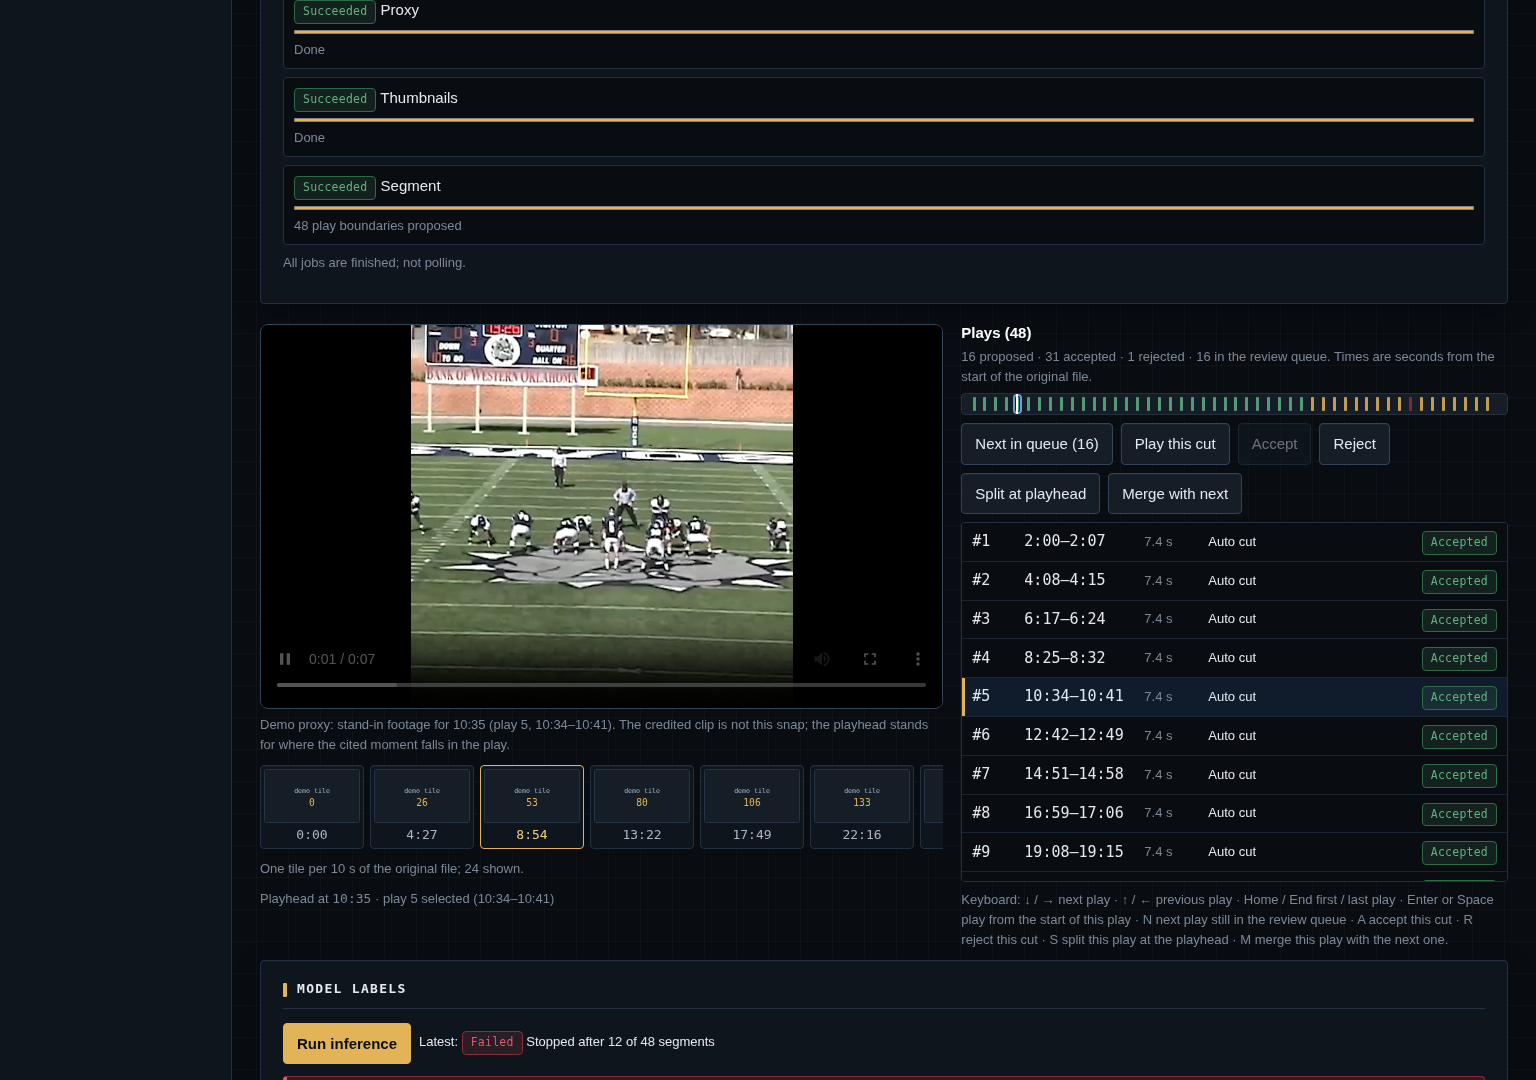 Succeeded Proxy
Done
Succeeded Thumbnails
Done
Succeeded Segment
48 play boundaries proposed
All jobs are finished; not polling.
DOWN
TO GO
QUARTER
BALL ON
BANK OF WESTERN OKLAHOMA
0:01 / 0:07
Demo proxy: stand-in footage for 10:35 (play 5, 10:34–10:41). The credited clip is not this snap; the playhead stands
for where the cited moment falls in the play.
demo tile demo tile demo tile demo tile demo tile demo tile
0 26 53 80 106 133
0:00 4:27 8:54 13:22 17:49 22:16
One tile per 10 s of the original file; 24 shown.
Playhead at 10:35 · play 5 selected (10:34–10:41)
Plays (48)
16 proposed · 31 accepted · 1 rejected · 16 in the review queue. Times are seconds from the
start of the original file.
Next in queue (16) Play this cut Accept Reject
Split at playhead Merge with next
#1 2:00–2:07 7.4 s Auto cut Accepted
#2 4:08–4:15 7.4 s Auto cut Accepted
#3 6:17–6:24 7.4 s Auto cut Accepted
#4 8:25–8:32 7.4 s Auto cut Accepted
#5 10:34–10:41 7.4 s Auto cut Accepted
#6 12:42–12:49 7.4 s Auto cut Accepted
#7 14:51–14:58 7.4 s Auto cut Accepted
#8 16:59–17:06 7.4 s Auto cut Accepted
#9 19:08–19:15 7.4 s Auto cut Accepted
Keyboard: ↓ / → next play · ↑ / ← previous play · Home / End first / last play · Enter or Space
play from the start of this play · N next play still in the review queue · A accept this cut · R
reject this cut · S split this play at the playhead · M merge this play with the next one.
MODEL LABELS
Run inference Latest: Failed Stopped after 12 of 48 segments